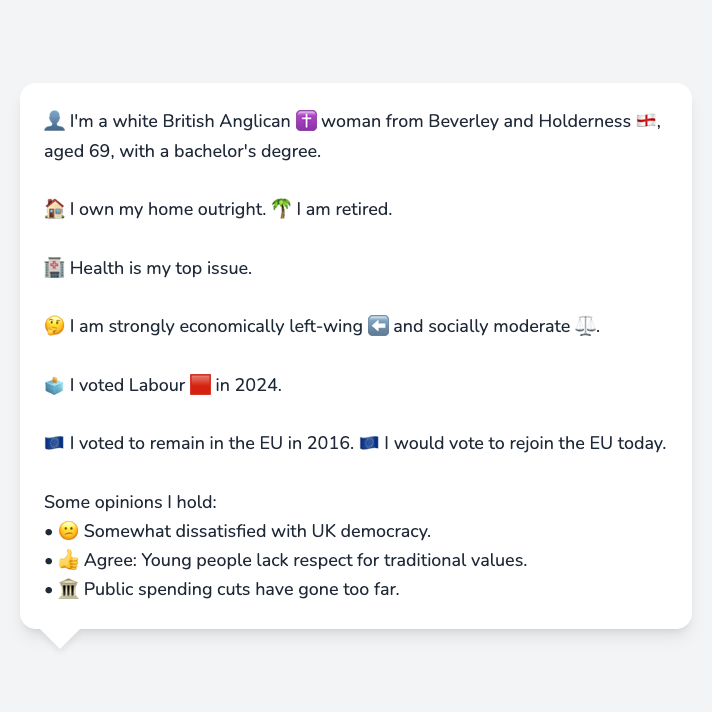 👤 I'm a white British Anglican ✝️ woman from Beverley and Holderness 🏴󠁧󠁢󠁥󠁮󠁧󠁿,
aged 69, with a bachelor's degree.
🏠 I own my home outright. 🌴 I am retired.
🏥 Health is my top issue.
🤔 I am strongly economically left-wing ⬅️ and socially moderate ⚖️.
🗳️ I voted Labour 🟥 in 2024.
🇪🇺 I voted to remain in the EU in 2016. 🇪🇺 I would vote to rejoin the EU today.
Some opinions I hold:
• 🙁 Somewhat dissatisfied with UK democracy.
• 👍 Agree: Young people lack respect for traditional values.
• 🏛️ Public spending cuts have gone too far.